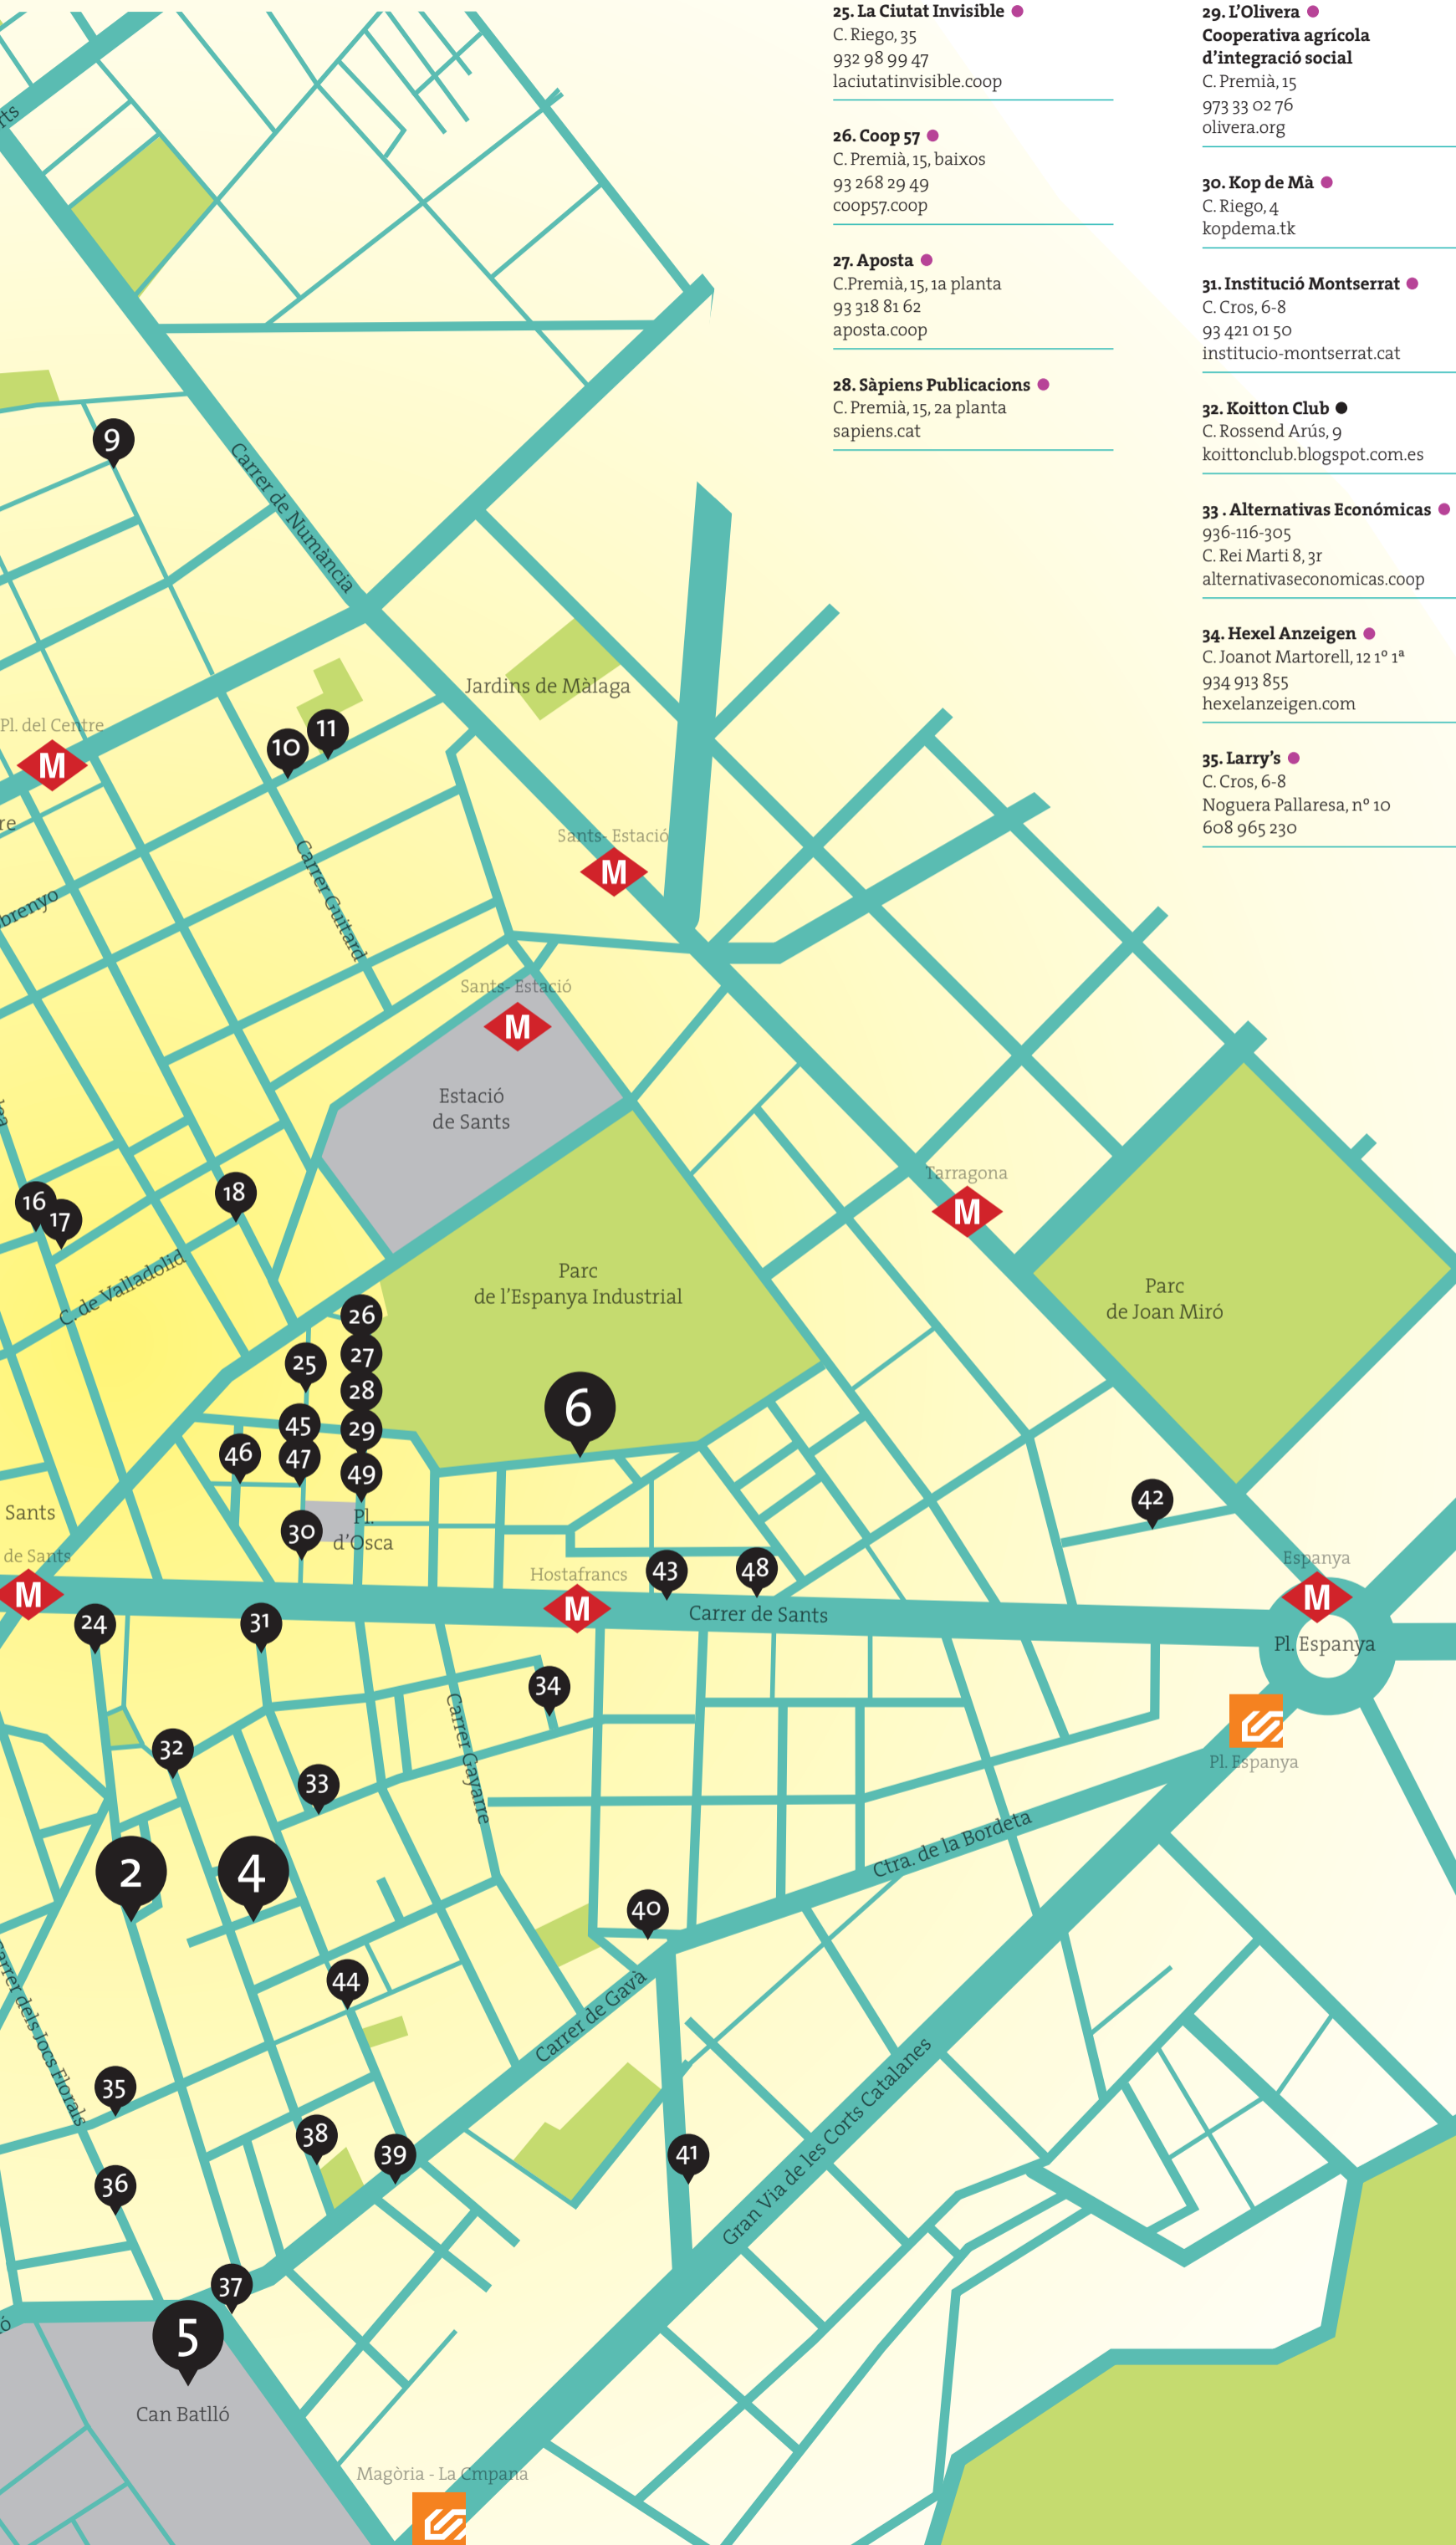 25. La Ciutat Invisible
C. Riego, 35
932 98 99 47
laciutatinvisible.coop
26. Coop 57
C. Premià, 15, baixos
93 268 29 49
coop57.coop
27. Aposta
C.Premià, 15, 1a planta
93 318 81 62
aposta.coop
28. Sàpiens Publicacions
C. Premià, 15, 2a planta
sapiens.cat
29. L’Olivera
Cooperativa agrícola
d’integració social
C. Premià, 15
973 33 02 76
olivera.org
30. Kop de Mà
C. Riego, 4
kopdema.tk
31. Institució Montserrat
C. Cros, 6-8
93 421 01 50
institucio-montserrat.cat
32. Koitton Club
C. Rossend Arús, 9
koittonclub.blogspot.com.es
33 . Alternativas Económicas
936-116-305
C. Rei Marti 8, 3r
alternativaseconomicas.coop
34. Hexel Anzeigen
C. Joanot Martorell, 12 1º 1ª
934 913 855
hexelanzeigen.com
35. Larry’s
C. Cros, 6-8
Noguera Pallaresa, nº 10
608 965 230
rts
9
Carrer de Numància
Jardins de Màlaga
Pl. del Centre
M
10
11
re
Sants- Estació
M
Carrer Guitard
brenyo
Sants- Estació
M
Estació
de Sants
Tarragona
M
16
17
18
C. de Valladolid
Parc
de l’Espanya Industrial
Parc
de Joan Miró
26
25
27
28
6
45
29
46
47
49
42
Sants
30
Pl.
d’Osca
de Sants
M
Hostafrancs
M
43
48
Espanya
M
Carrer de Sants
Pl. Espanya
24
31
34
Carrer Gayarre
32
33
Pl. Espanya
2
4
Ctra. de la Bordeta
40
44
Carrer de Gavà
Carrer dels Jocs Florals
35
38
39
41
Gran Via de les Corts Catalanes
36
37
5
ó
Can Batlló
Magòria - La Cmpana